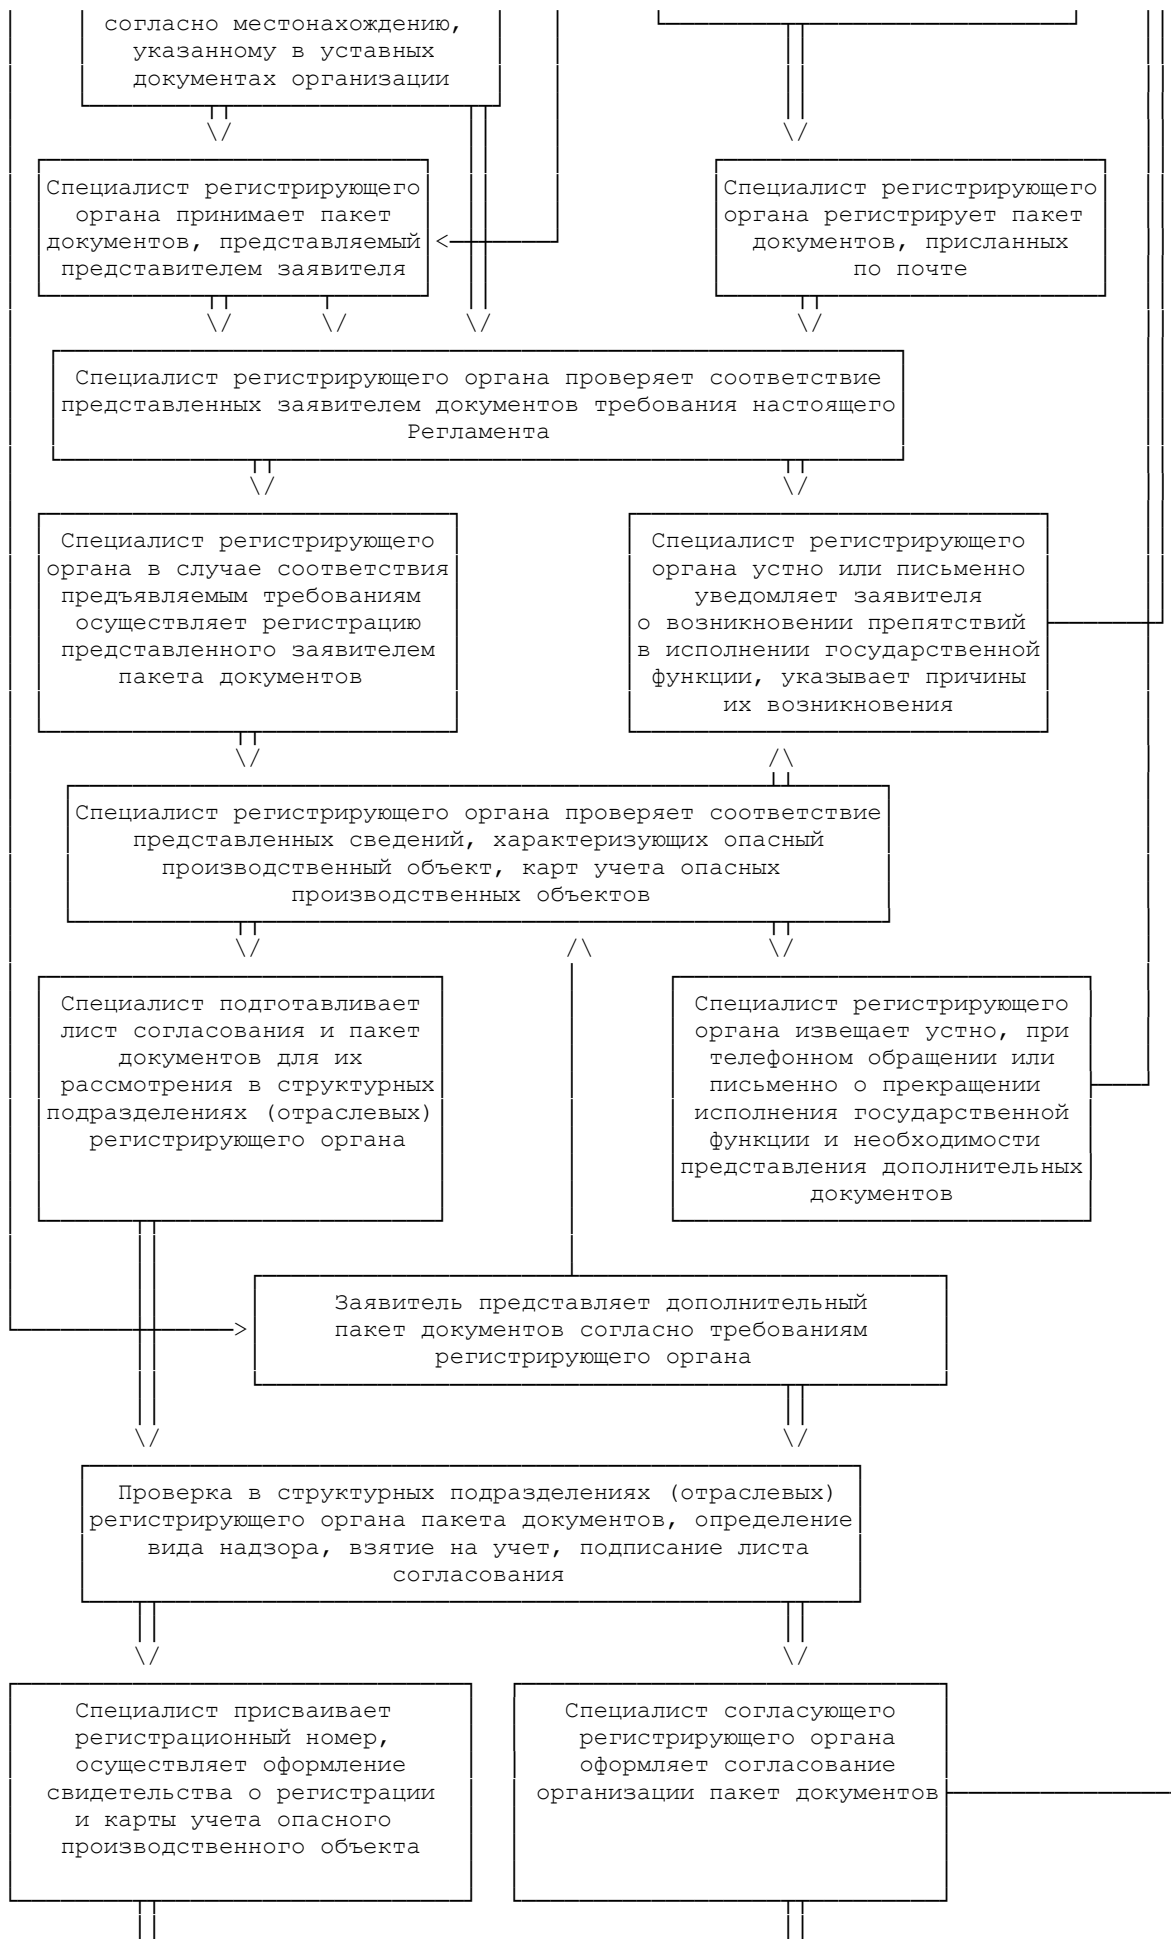 согласно местонахождению,
указанному в уставных
документах организации
Специалист регистрирующего
органа принимает пакет
документов, представляемый
представителем заявителя
Специалист регистрирующего
органа регистрирует пакет
документов, присланных
по почте
Специалист регистрирующего органа проверяет соответствие
представленных заявителем документов требования настоящего
Регламента
Специалист регистрирующего
органа в случае соответствия
предъявляемым требованиям
осуществляет регистрацию
представленного заявителем
пакета документов
Специалист регистрирующего
органа устно или письменно
уведомляет заявителя
о возникновении препятствий
в исполнении государственной
функции, указывает причины
их возникновения
Специалист регистрирующего органа проверяет соответствие
представленных сведений, характеризующих опасный
производственный объект, карт учета опасных
производственных объектов
Специалист подготавливает
лист согласования и пакет
документов для их
рассмотрения в структурных
подразделениях (отраслевых)
регистрирующего органа
Специалист регистрирующего
органа извещает устно, при
телефонном обращении или
письменно о прекращении
исполнения государственной
функции и необходимости
представления дополнительных
документов
Заявитель представляет дополнительный
пакет документов согласно требованиям
регистрирующего органа
Проверка в структурных подразделениях (отраслевых)
регистрирующего органа пакета документов, определение
вида надзора, взятие на учет, подписание листа
согласования
Специалист присваивает
регистрационный номер,
осуществляет оформление
свидетельства о регистрации
и карты учета опасного
производственного объекта
Специалист согласующего
регистрирующего органа
оформляет согласование
организации пакет документов